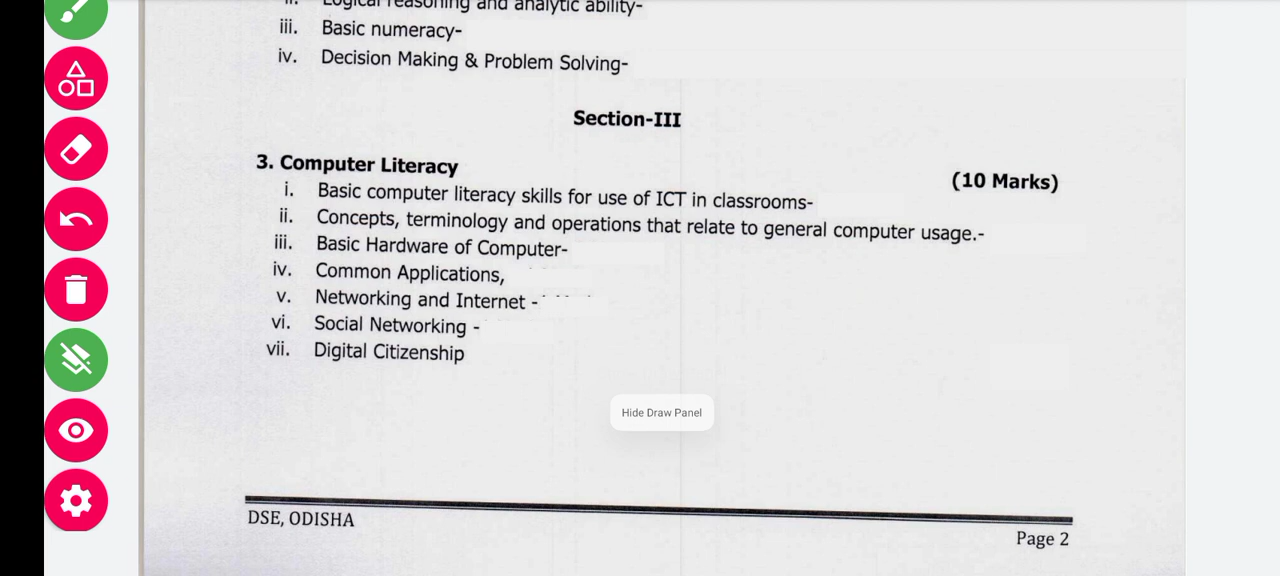 ii. Logical reasoning and analytic ability-
iii. Basic numeracy-
iv. Decision Making & Problem Solving-
Section-III
3. Computer Literacy
(10 Marks)
i. Basic computer literacy skills for use of ICT in classrooms-
ii. Concepts, terminology and operations that relate to general computer usage.-
iii. Basic Hardware of Computer-
iv. Common Applications,
v. Networking and Internet -
vi. Social Networking -
vii. Digital Citizenship
Hide Draw Panel
DSE, ODISHA
Page 2